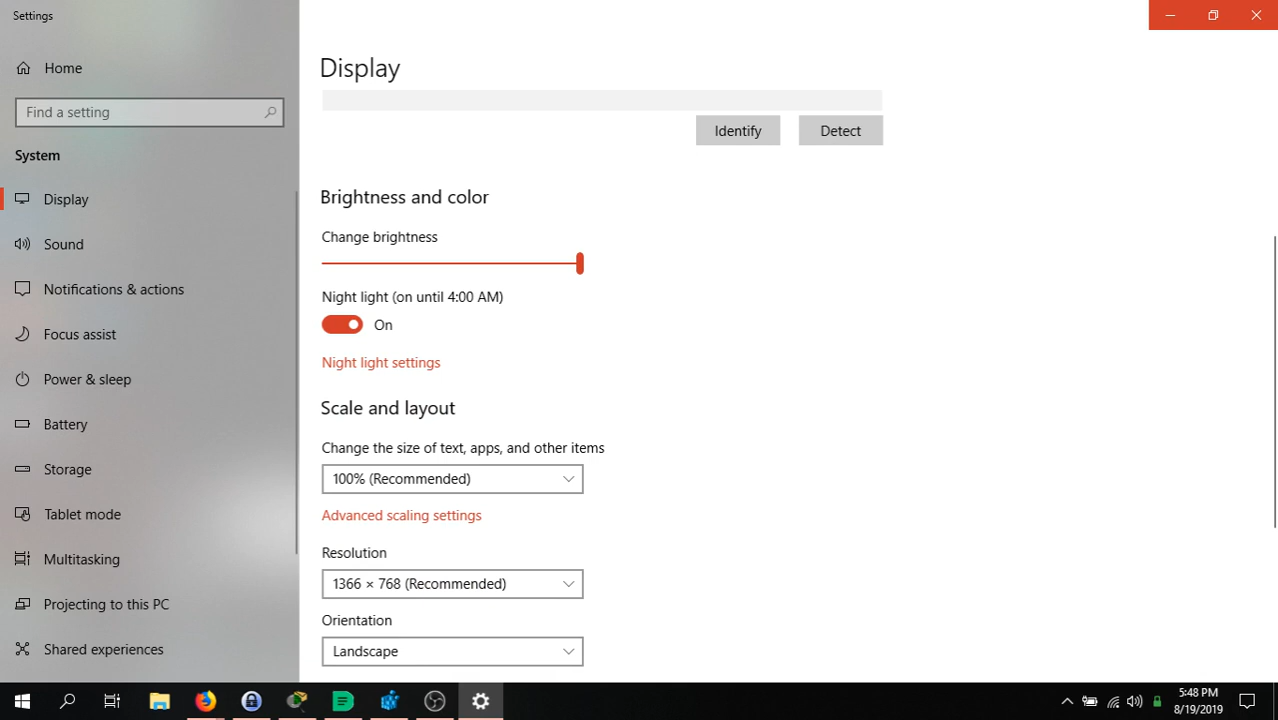 Settings
Home
Find a setting
System
Display
Sound
Notifications & actions
Focus assist
Power & sleep
Battery
Storage
Tablet mode
Multitasking
Projecting to this PC
Shared experiences
Display
Identify
Detect
Brightness and color
Change brightness
Night light (on until 4:00 AM)
On
Night light settings
Scale and layout
Change the size of text, apps, and other items
100% (Recommended)
Advanced scaling settings
Resolution
1366 × 768 (Recommended)
Orientation
Landscape
5:48 PM
8/19/2019